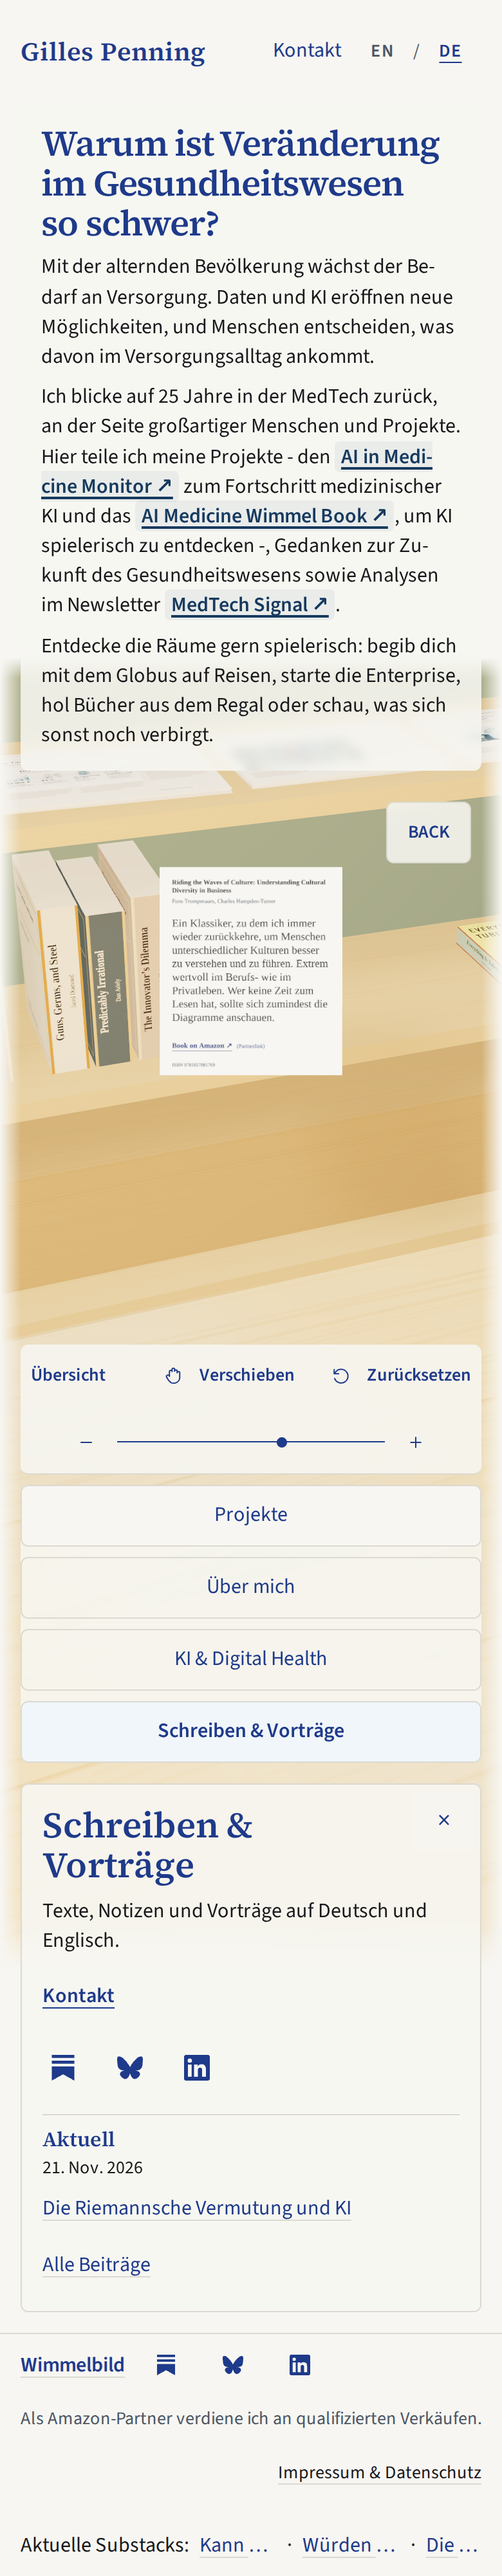 Gilles Penning
Kontakt EN / DE
Warum ist Veränderung
im Gesundheitswesen
so schwer?
Mit der alternden Bevölkerung wächst der Be-
darf an Versorgung. Daten und KI eröffnen neue
Möglichkeiten, und Menschen entscheiden, was
davon im Versorgungsalltag ankommt.
Ich blicke auf 25 Jahre in der MedTech zurück,
an der Seite großartiger Menschen und Projekte.
Hier teile ich meine Projekte - den AI in Medi-
cine Monitor ↗ zum Fortschritt medizinischer
KI und das AI Medicine Wimmel Book ↗, um KI
spielerisch zu entdecken -, Gedanken zur Zu-
kunft des Gesundheitswesens sowie Analysen
im Newsletter MedTech Signal ↗.
Entdecke die Räume gern spielerisch: begib dich
mit dem Globus auf Reisen, starte die Enterprise,
hol Bücher aus dem Regal oder schau, was sich
sonst noch verbirgt.
BACK
Guns, Germs, and Steel
Predictably Irrational
Dan Ariely
The Innovator's Dilemma
Riding the Waves of Culture: Understanding Cultural
Diversity in Business
Fons Trompenaars, Charles Hampden-Turner
Ein Klassiker, zu dem ich immer
wieder zurückkehre, um Menschen
unterschiedlicher Kulturen besser
zu verstehen und zu führen. Extrem
wertvoll im Berufs- wie im
Privatleben. Wer keine Zeit zum
Lesen hat, sollte sich zumindest die
Diagramme anschauen.
Book on Amazon ↗ (Partnerlink)
Übersicht Verschieben Zurücksetzen
− +
Projekte
Über mich
KI & Digital Health
Schreiben & Vorträge
Schreiben &
Vorträge
×
Texte, Notizen und Vorträge auf Deutsch und
Englisch.
Kontakt
in
Aktuell
21. Nov. 2026
Die Riemannsche Vermutung und KI
Alle Beiträge
Wimmelbild in
Als Amazon-Partner verdiene ich an qualifizierten Verkäufen.
Impressum & Datenschutz
Aktuelle Substacks: Kann … · Würden … · Die …